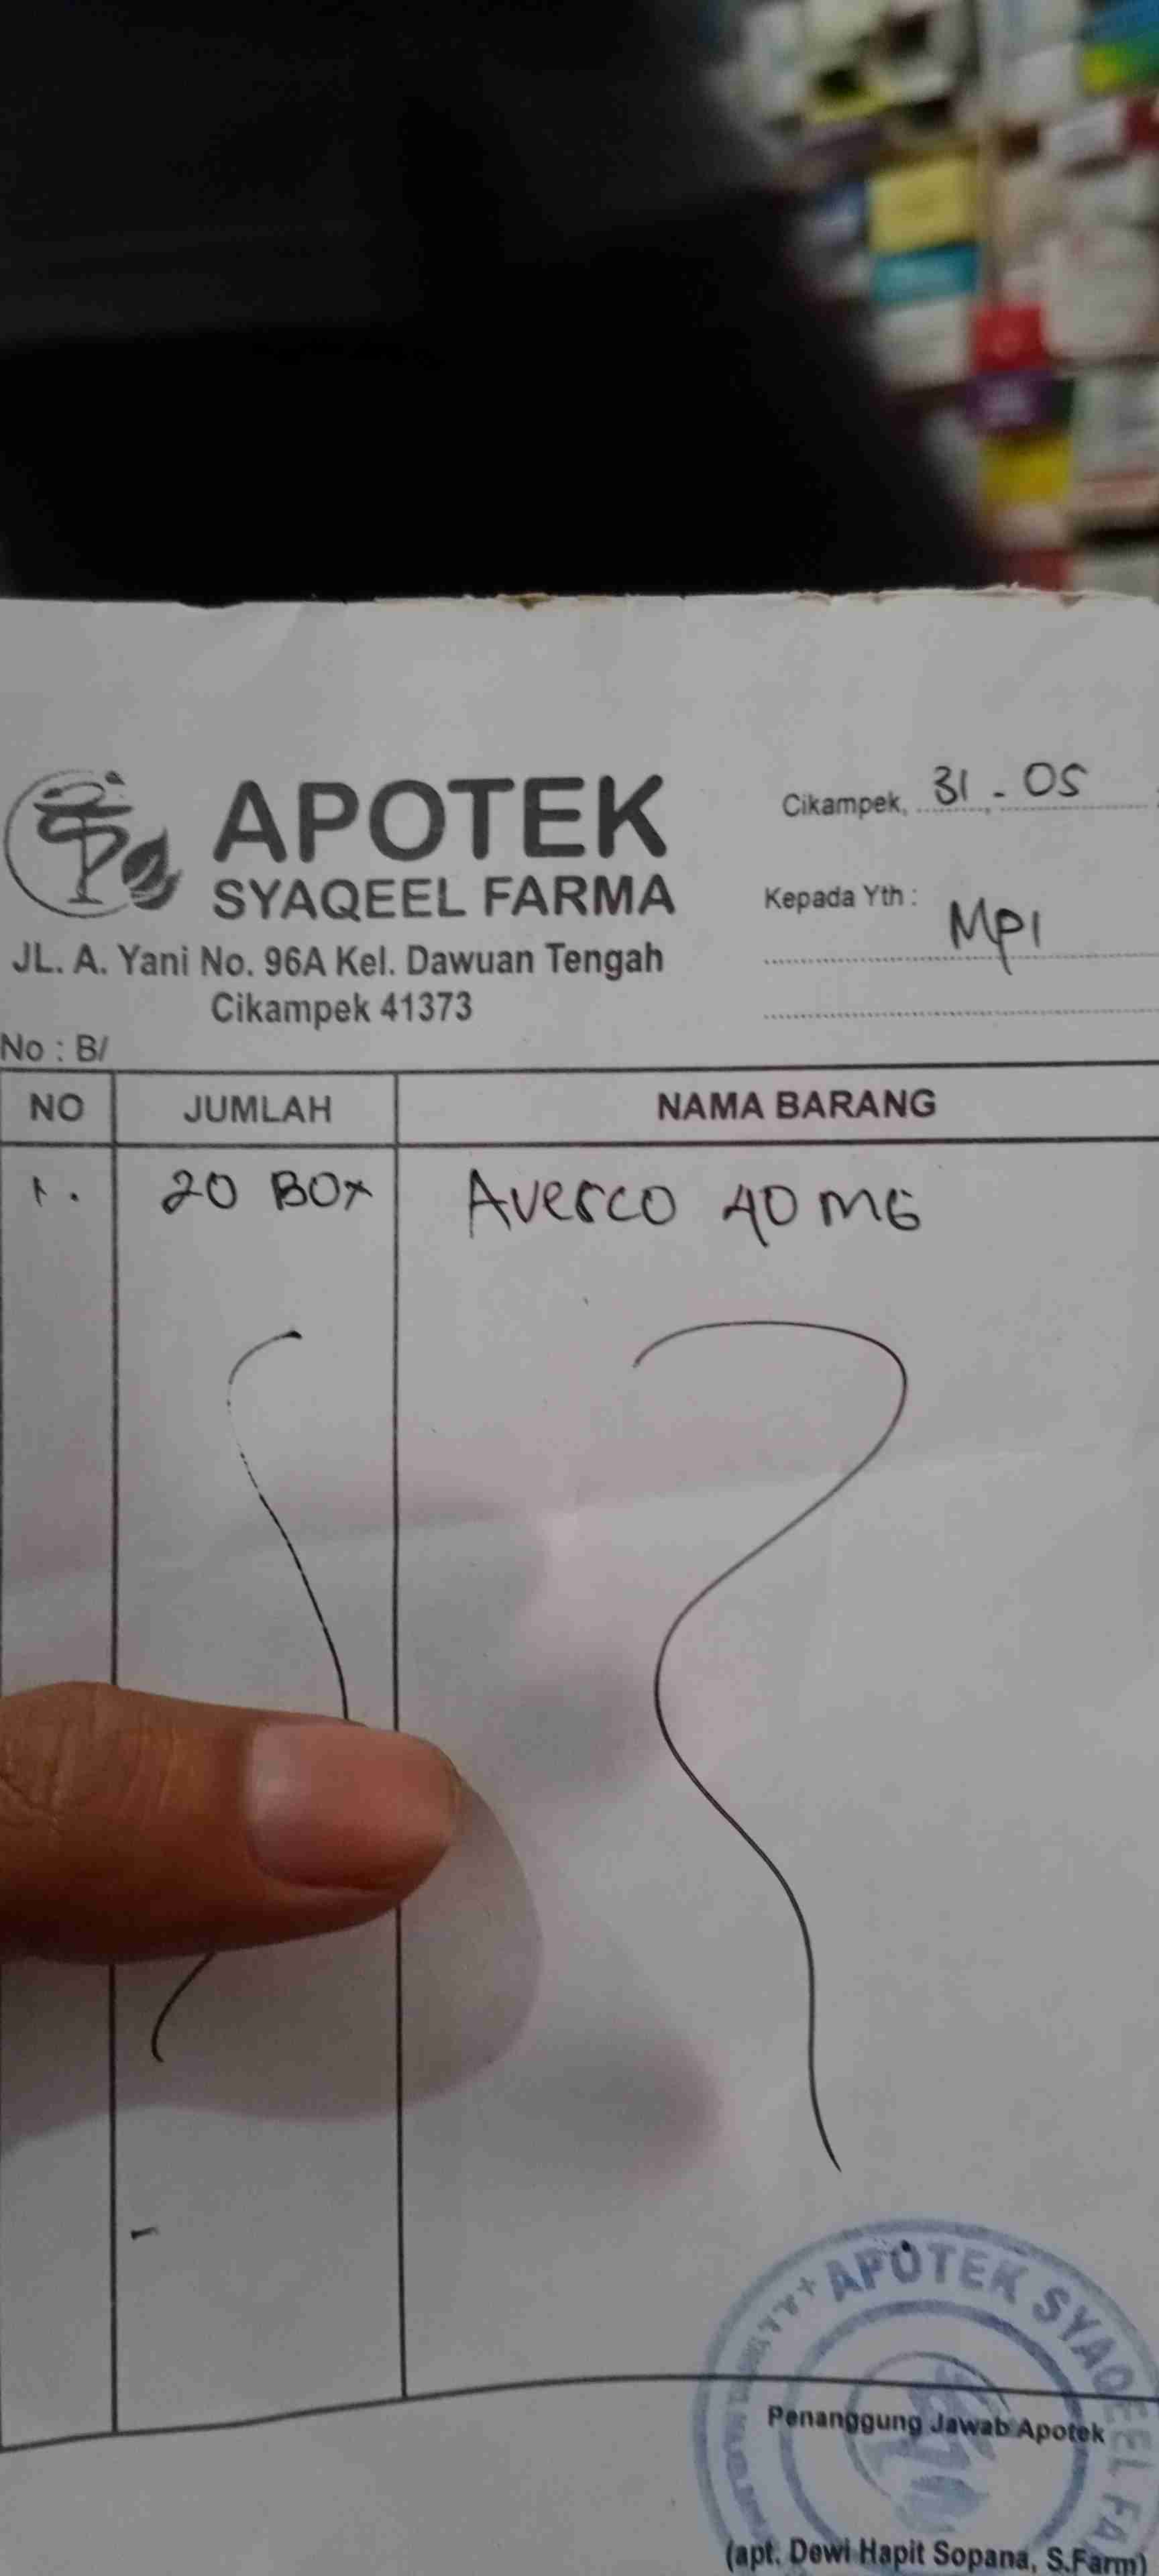 APOTEK
SYAQEEL FARMA
JL. A. Yani No. 96A Kel. Dawuan Tengah
Cikampek 41373
Cikampek, 31 - 05
Kepada Yth : MPI
No : B/
NO JUMLAH NAMA BARANG
1. 20 BOX Averco 40 MG
APOTEK SYAQEEL FA
Penanggung Jawab Apotek
(apt. Dewi Hapit Sopana, S.Farm)